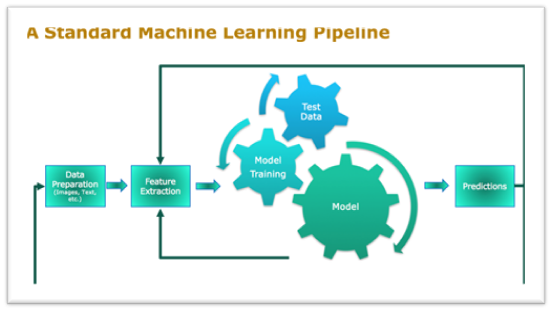 A Standard Machine Learning Pipeline
Test
Data
Data
Preparation
(Images, Text,
etc.)
Feature
Extraction
Model
Training
Model
Predictions